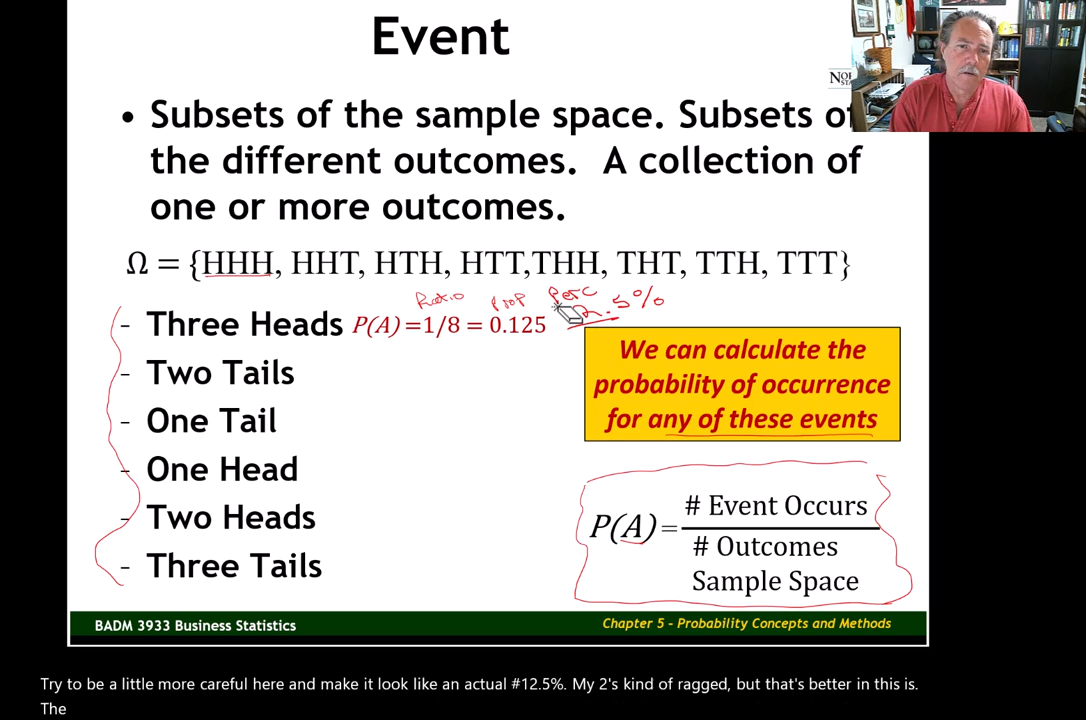 Event
• Subsets of the sample space. Subsets of
the different outcomes. A collection of
one or more outcomes.
Ω = {HHH, HHT, HTH, HTT,THH, THT, TTH, TTT}
Ratio Prop Perc
- Three Heads P(A) =1/8 = 0.125 2.5%
- Two Tails
- One Tail
- One Head
- Two Heads
- Three Tails
We can calculate the
probability of occurrence
for any of these events
P(A)= # Event Occurs
# Outcomes
Sample Space
BADM 3933 Business Statistics
Chapter 5 – Probability Concepts and Methods
Try to be a little more careful here and make it look like an actual #12.5%. My 2's kind of ragged, but that's better in this is.
The